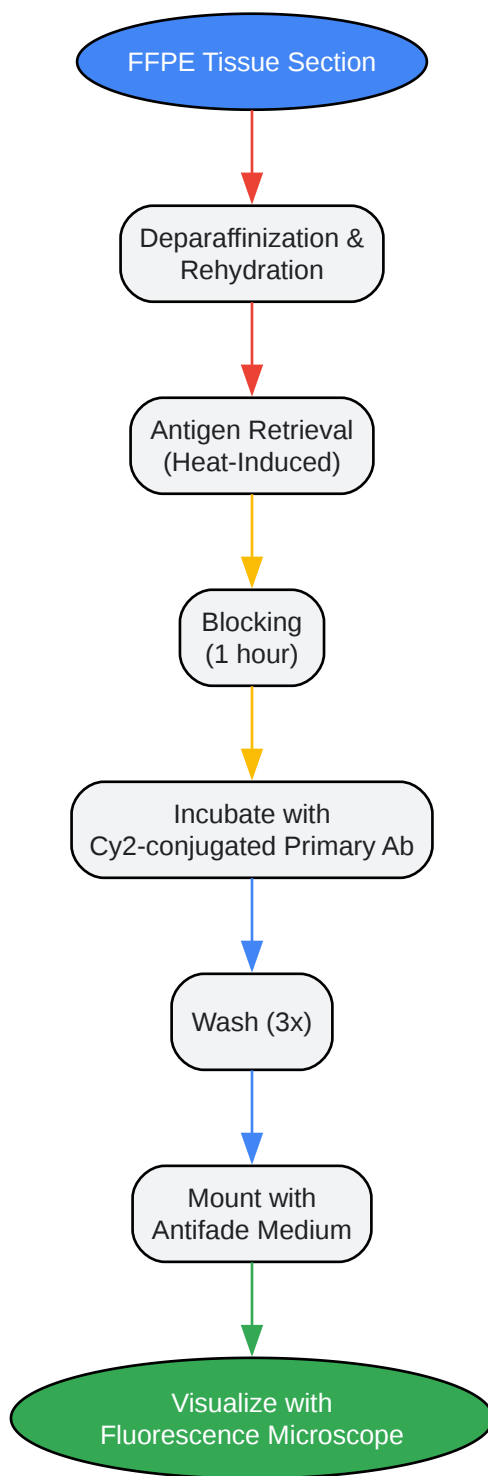 FFPE Tissue Section
Deparaffinization &
Rehydration
Antigen Retrieval
(Heat-Induced)
Blocking
(1 hour)
Incubate with
Cy2-conjugated Primary Ab
Wash (3x)
Mount with
Antifade Medium
Visualize with
Fluorescence Microscope